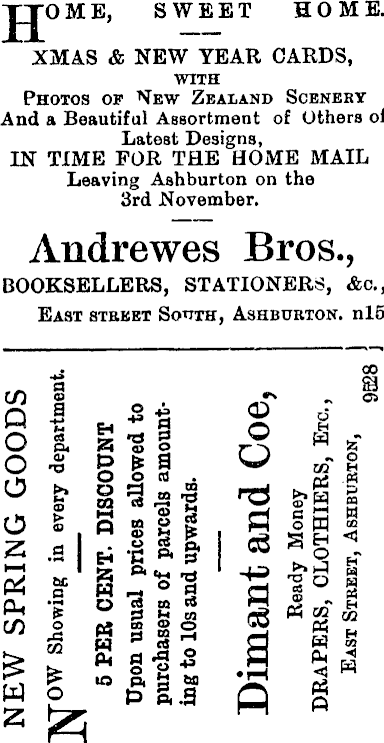 HOME, SWEET HOME.
XMAS & NEW YEAR CARDS,
WITH
PHOTOS OF NEW ZEALAND SCENERY
And a Beautiful Assortment of Others of
Latest Designs,
IN TIME FOR THE HOME MAIL
Leaving Ashburton on the
3rd November.
Andrewes Bros.,
BOOKSELLERS, STATIONERS, &c.,
EAST STREET SOUTH, ASHBURTON. n15
NEW SPRING GOODS
NOW Showing in every department.
5 PER CENT. DISCOUNT
Upon usual prices allowed to
purchasers of parcels amount-
ing to 10s and upwards.
Dimant and Coe,
Ready Money
DRAPERS, CLOTHIERS, ETC.,
EAST STREET, ASHBURTON,